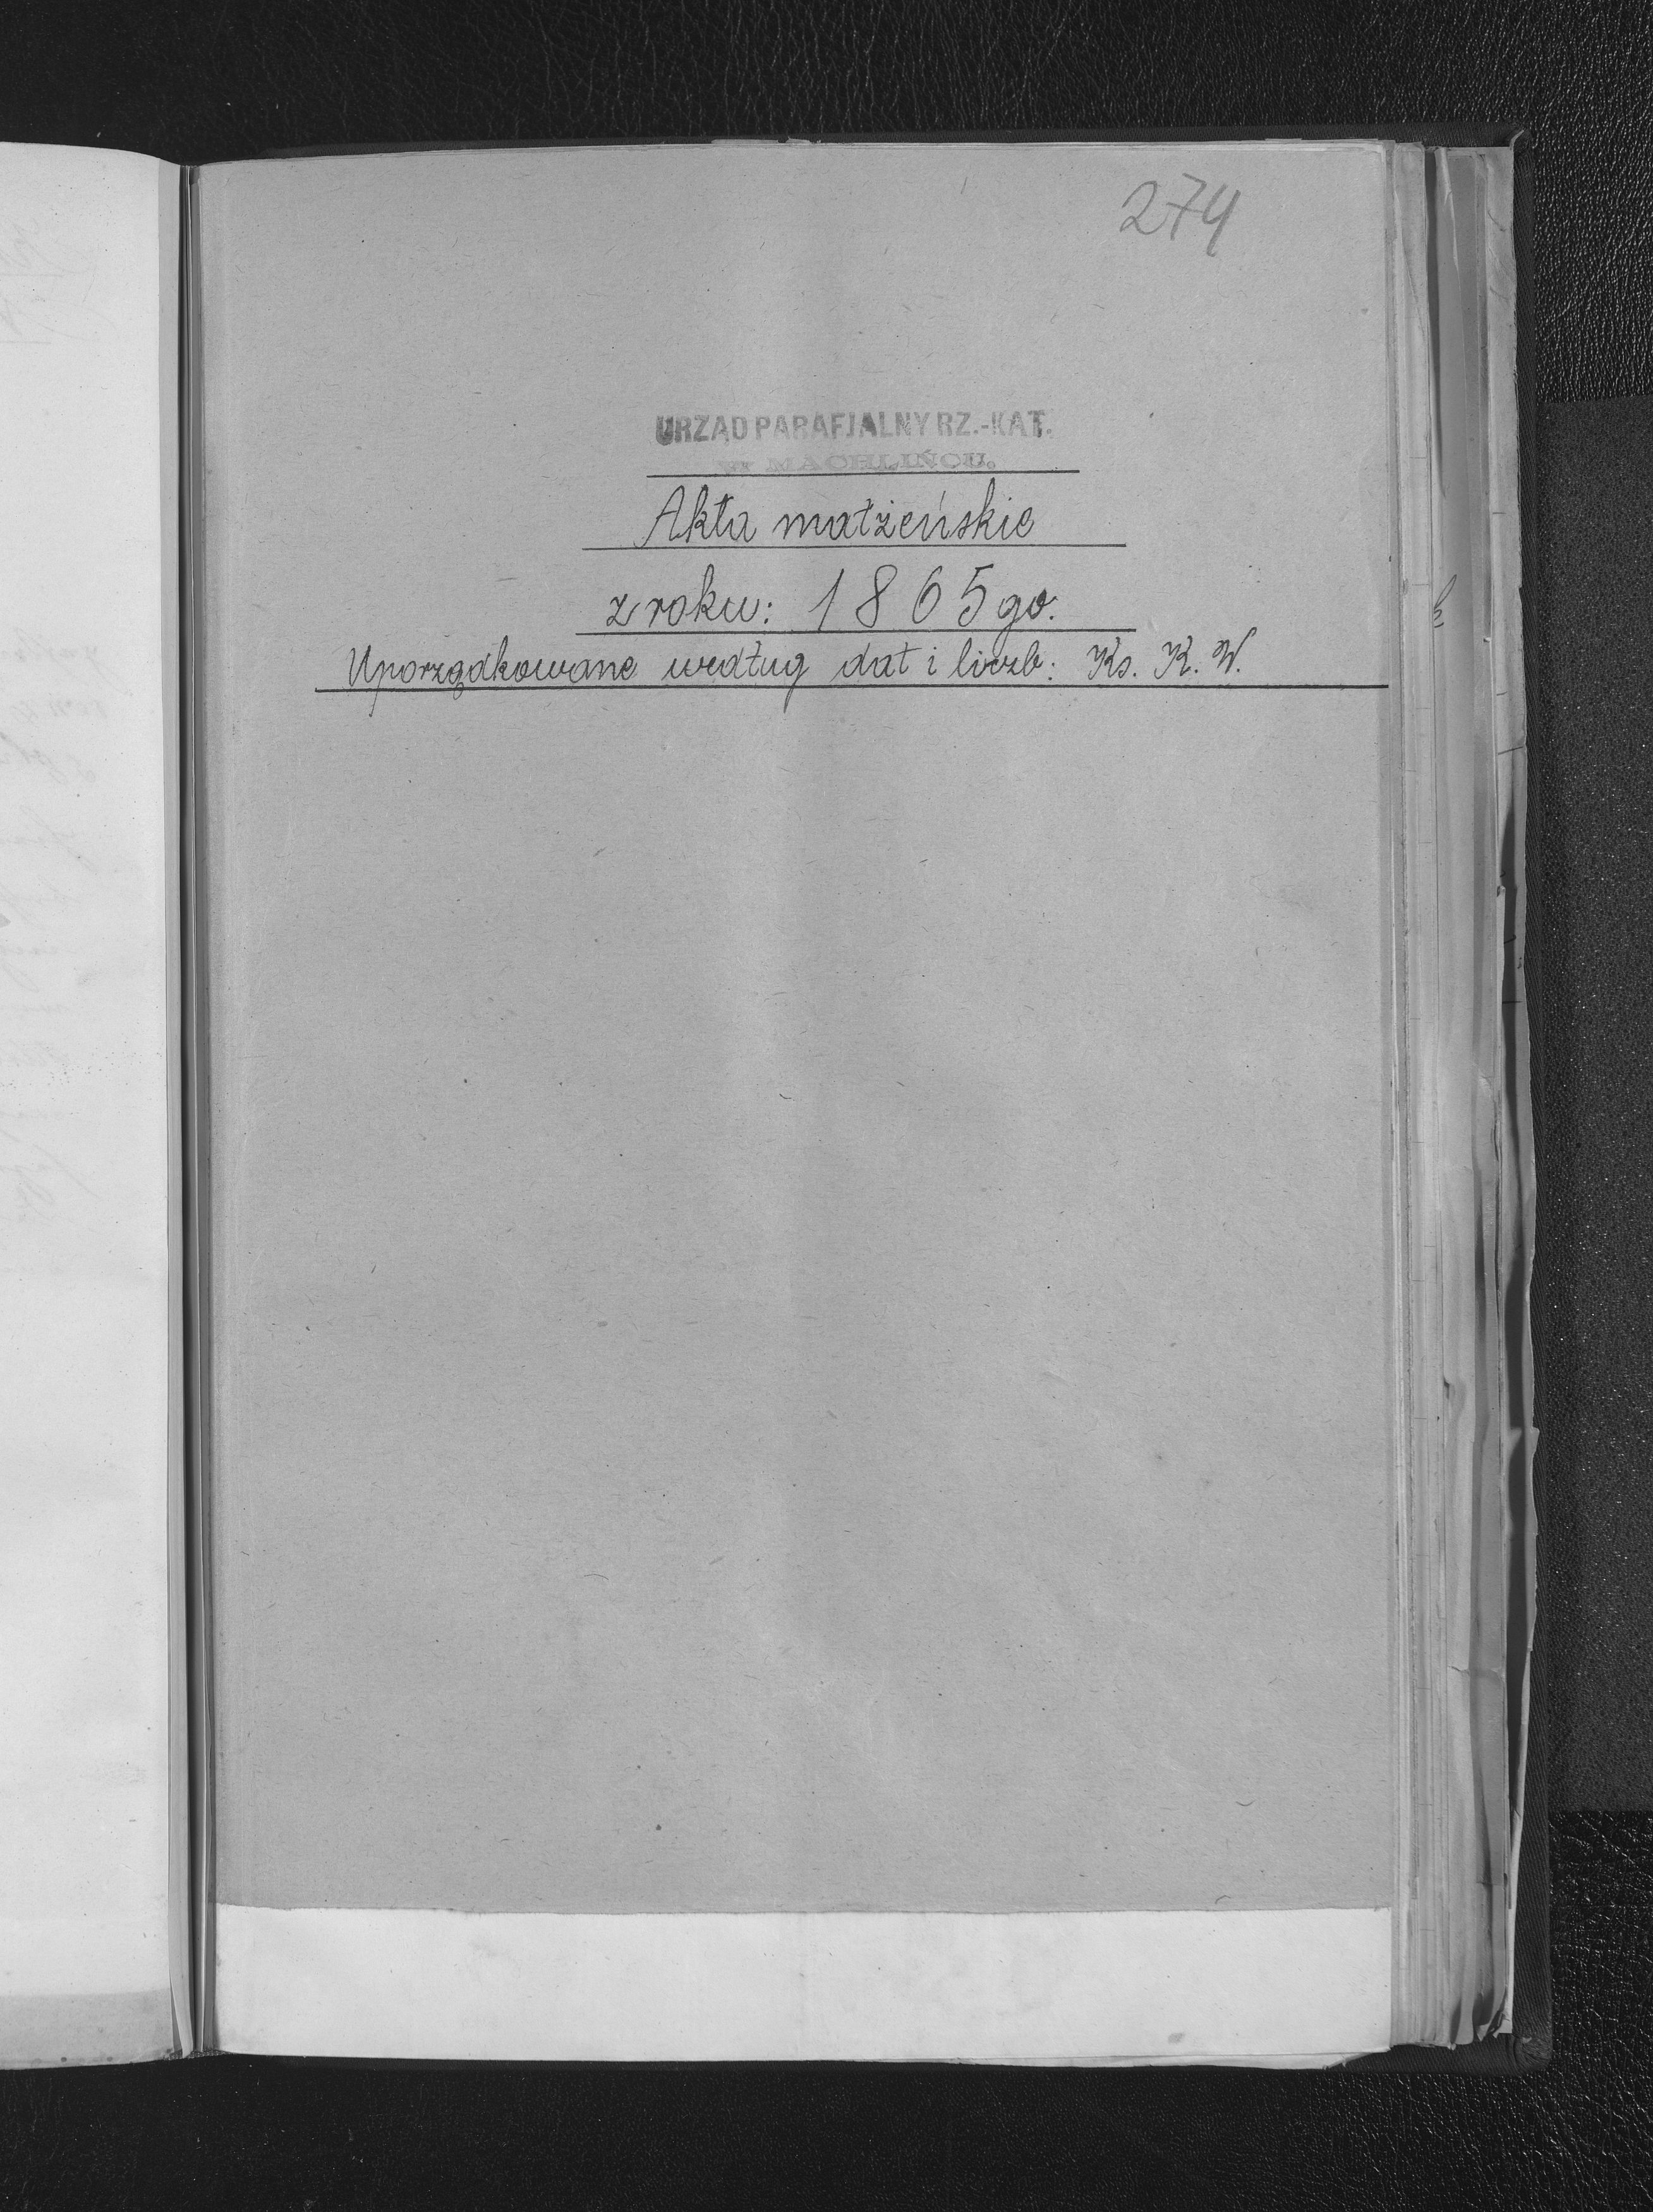 274
URZĄD PARAFJALNY RZ.-KAT.
W MACHLIŃCU.
Akta małżeńskie
z roku: 1865go.
Uporządkowane według dat i liczb: Ks. K. W.